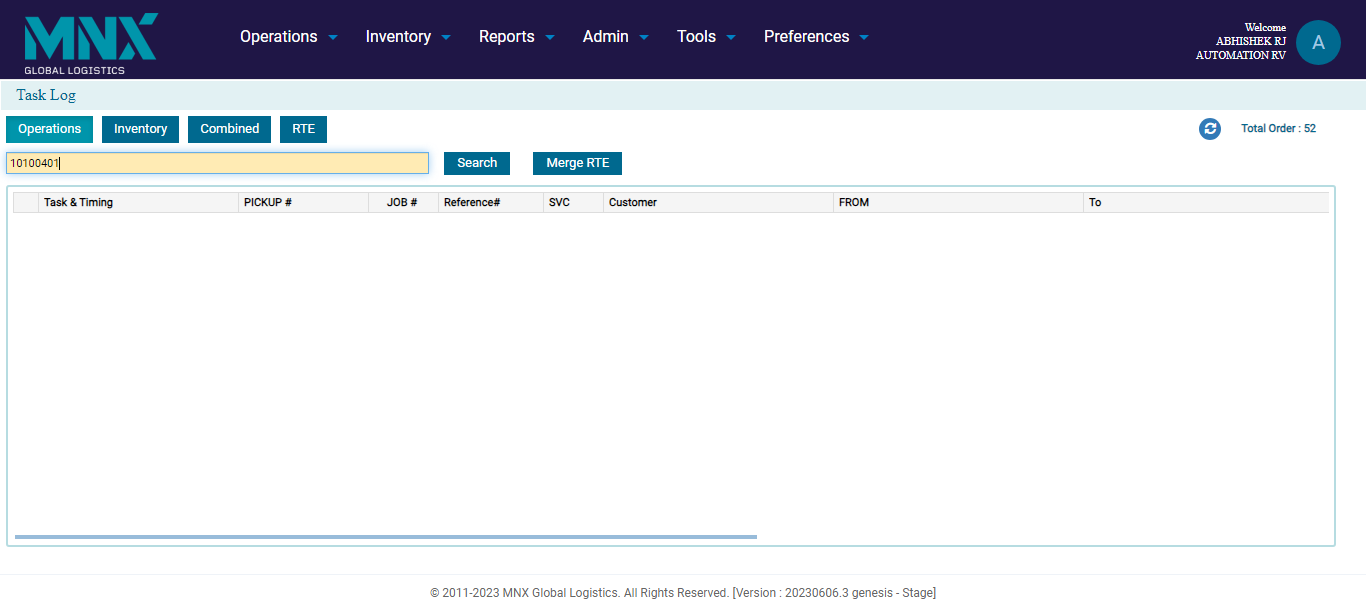 MNX
GLOBAL LOGISTICS
Operations Inventory Reports Admin Tools Preferences
Welcome
ABHISHEK RJ
AUTOMATION RV
A
Task Log
Operations Inventory Combined RTE
Total Order : 52
10100401
Search Merge RTE
Task & Timing PICKUP # JOB # Reference# SVC Customer FROM To
© 2011-2023 MNX Global Logistics. All Rights Reserved. [Version : 20230606.3 genesis - Stage]